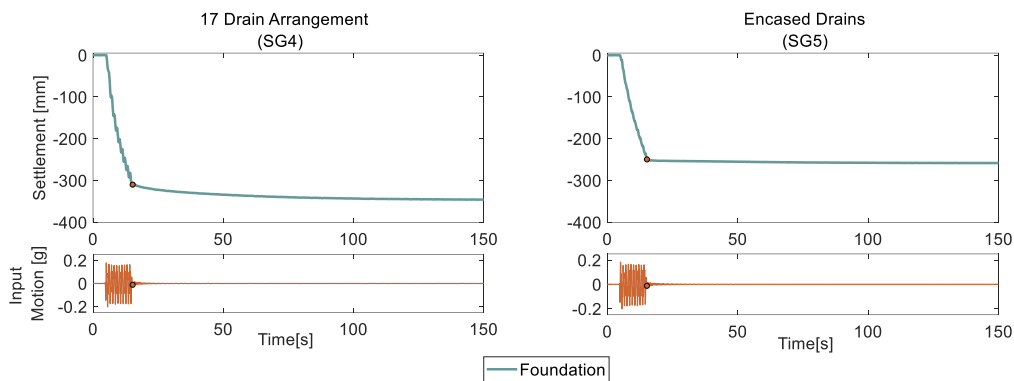 17 Drain Arrangement
(SG4)
0
-100
-200
-300
-400
Settlement [mm]
0 50 100 150
0.2
0
-0.2
Input
Motion [g]
0 50 100 150
Time[s]
Encased Drains
(SG5)
0
-100
-200
-300
-400
0 50 100 150
0.2
0
-0.2
0 50 100 150
Time[s]
Foundation